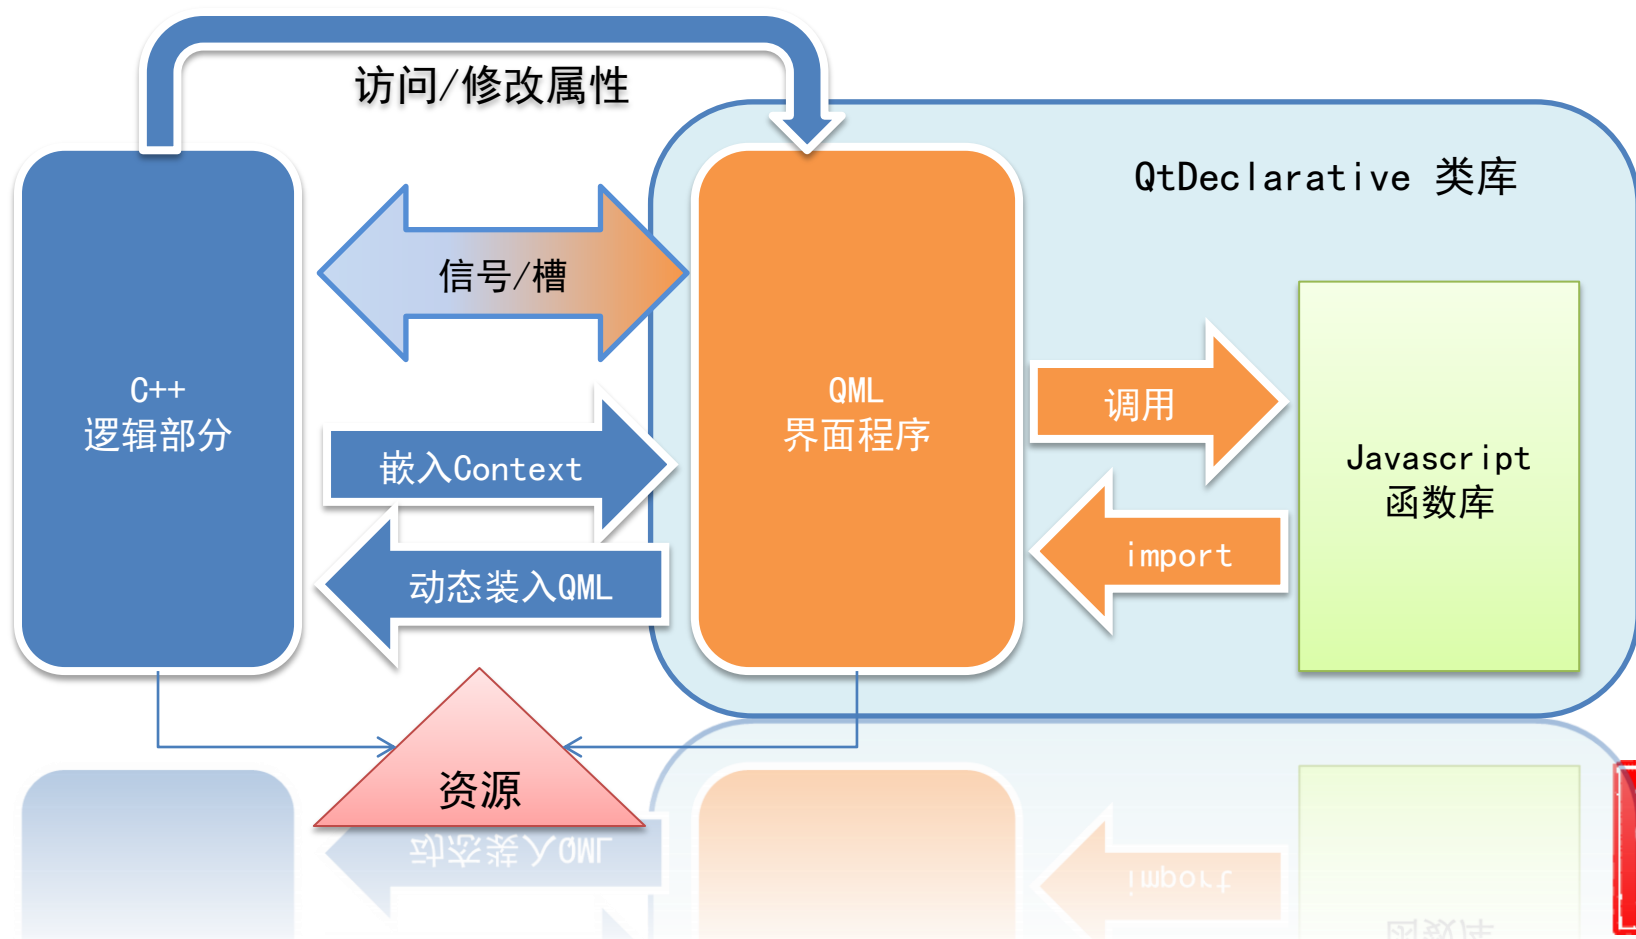 访问/修改属性
QtDeclarative 类库
信号/槽
C++
逻辑部分
QML
界面程序
调用
嵌入Context
Javascript
函数库
import
动态装入QML
资源